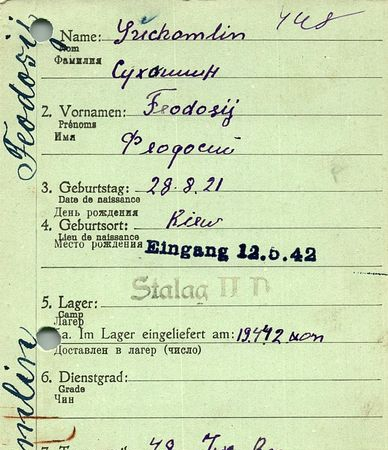 448
Name: Suchomlin
Nom
Фамилия
Сухомлин
2. Vornamen: Feodosij
Prénoms
Имя
Феодосий
3. Geburtstag: 28.8.21
Date de naissance
День рождения
4. Geburtsort: Kiew
Lieu de naissance
Место рождения
Eingang 12.5.42
Stalag II D
5. Lager:
Camp
Лагерь
a. Im Lager eingeliefert am:
Доставлен в лагерь (число)
6. Dienstgrad:
Grade
Чин
Feodosij
mlin